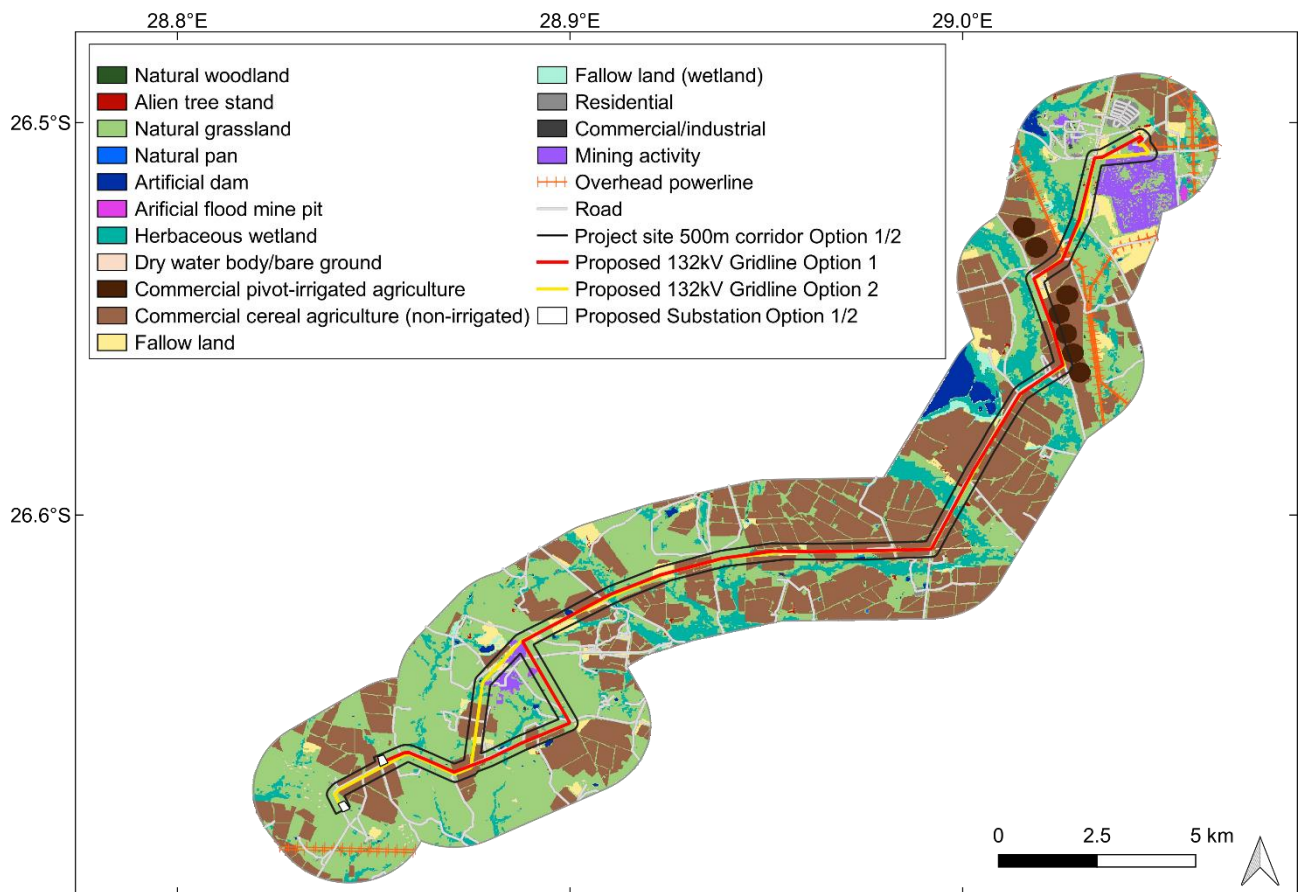 28.8°E 28.9°E 29.0°E
26.5°S
26.6°S
Natural woodland
Alien tree stand
Natural grassland
Natural pan
Artificial dam
Arificial flood mine pit
Herbaceous wetland
Dry water body/bare ground
Commercial pivot-irrigated agriculture
Commercial cereal agriculture (non-irrigated)
Fallow land
Fallow land (wetland)
Residential
Commercial/industrial
Mining activity
Overhead powerline
Road
Project site 500m corridor Option 1/2
Proposed 132kV Gridline Option 1
Proposed 132kV Gridline Option 2
Proposed Substation Option 1/2
0 2.5 5 km